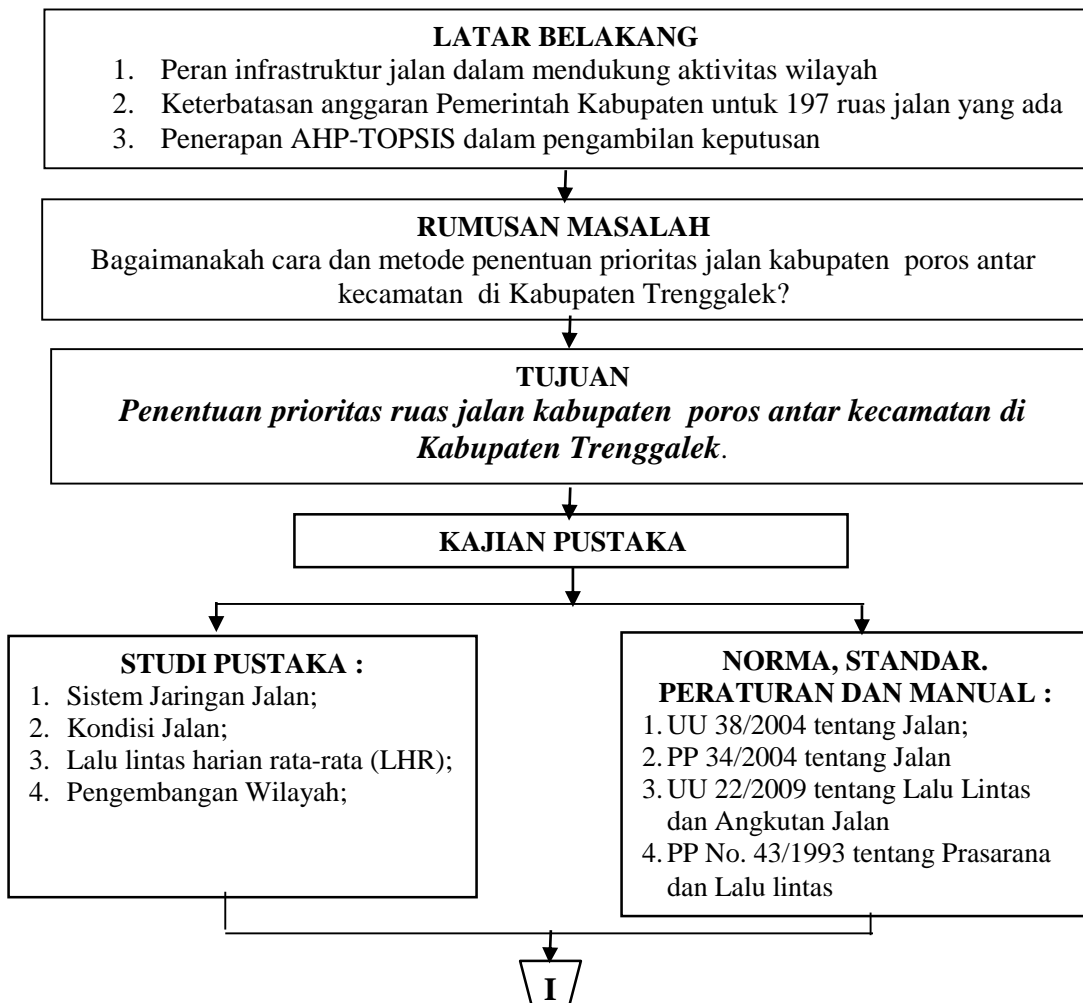 LATAR BELAKANG
1. Peran infrastruktur jalan dalam mendukung aktivitas wilayah
2. Keterbatasan anggaran Pemerintah Kabupaten untuk 197 ruas jalan yang ada
3. Penerapan AHP-TOPSIS dalam pengambilan keputusan
RUMUSAN MASALAH
Bagaimanakah cara dan metode penentuan prioritas jalan kabupaten poros antar
kecamatan di Kabupaten Trenggalek?
TUJUAN
Penentuan prioritas ruas jalan kabupaten poros antar kecamatan di
Kabupaten Trenggalek.
KAJIAN PUSTAKA
STUDI PUSTAKA :
1. Sistem Jaringan Jalan;
2. Kondisi Jalan;
3. Lalu lintas harian rata-rata (LHR);
4. Pengembangan Wilayah;
NORMA, STANDAR.
PERATURAN DAN MANUAL :
1. UU 38/2004 tentang Jalan;
2. PP 34/2004 tentang Jalan
3. UU 22/2009 tentang Lalu Lintas
dan Angkutan Jalan
4. PP No. 43/1993 tentang Prasarana
dan Lalu lintas
I